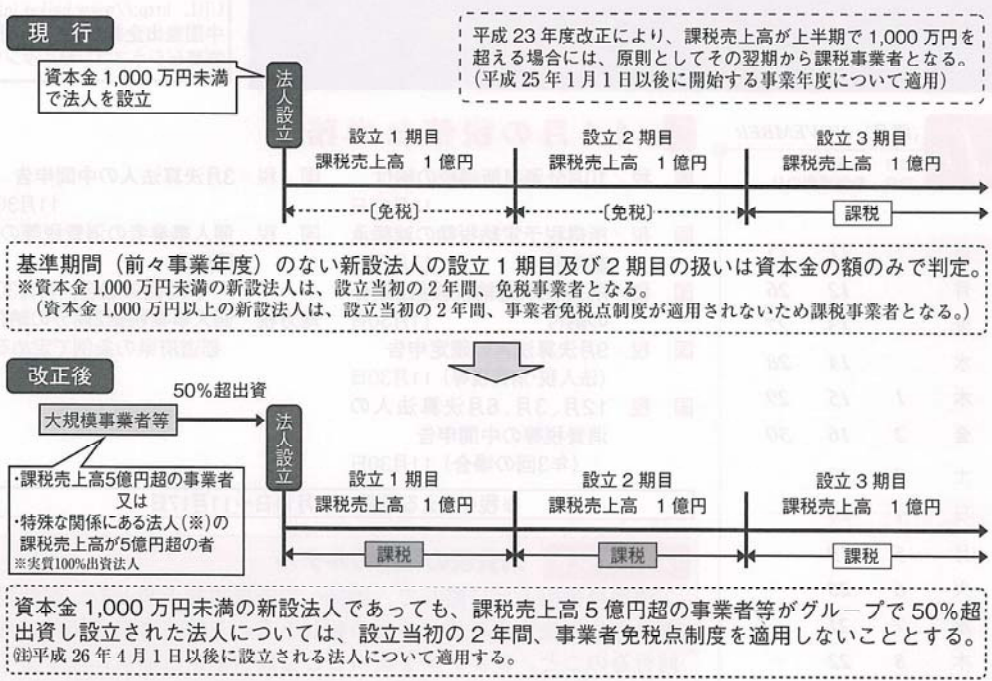 現 行
平成 23 年度改正により、課税売上高が上半期で 1,000 万円を
超える場合には、原則としてその翌期から課税事業者となる。
(平成 25 年 1 月 1 日以後に開始する事業年度について適用)
資本金 1,000 万円未満
で法人を設立
法人設立
設立 1 期目
課税売上高 1 億円
設立 2 期目
課税売上高 1 億円
設立 3 期目
課税売上高 1 億円
〔免税〕
〔免税〕
課税
基準期間(前々事業年度)のない新設法人の設立 1 期目及び 2 期目の扱いは資本金の額のみで判定。
※資本金 1,000 万円未満の新設法人は、設立当初の 2 年間、免税事業者となる。
(資本金 1,000 万円以上の新設法人は、設立当初の 2 年間、事業者免税点制度が適用されないため課税事業者となる。)
改正後
50%超出資
大規模事業者等
法人設立
・課税売上高5億円超の事業者
又は
・特殊な関係にある法人(※)の
課税売上高が5億円超の者
※実質100%出資法人
設立 1 期目
課税売上高 1 億円
設立 2 期目
課税売上高 1 億円
設立 3 期目
課税売上高 1 億円
課税
課税
課税
資本金 1,000 万円未満の新設法人であっても、課税売上高 5 億円超の事業者等がグループで 50%超
出資し設立された法人については、設立当初の 2 年間、事業者免税点制度を適用しないこととする。
㊟平成 26 年 4 月 1 日以後に設立される法人について適用する。